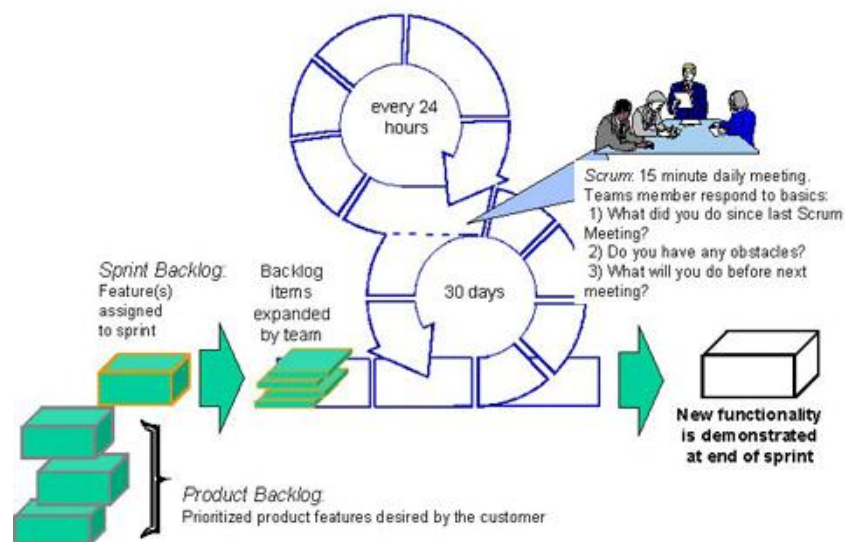 every 24
hours
Scrum: 15 minute daily meeting.
Teams member respond to basics:
1) What did you do since last Scrum
Meeting?
2) Do you have any obstacles?
3) What will you do before next
meeting?
Sprint Backlog:
Feature(s)
assigned
to sprint
Backlog
items
expanded
by team
30 days
New functionality
is demonstrated
at end of sprint
Product Backlog:
Prioritized product features desired by the customer